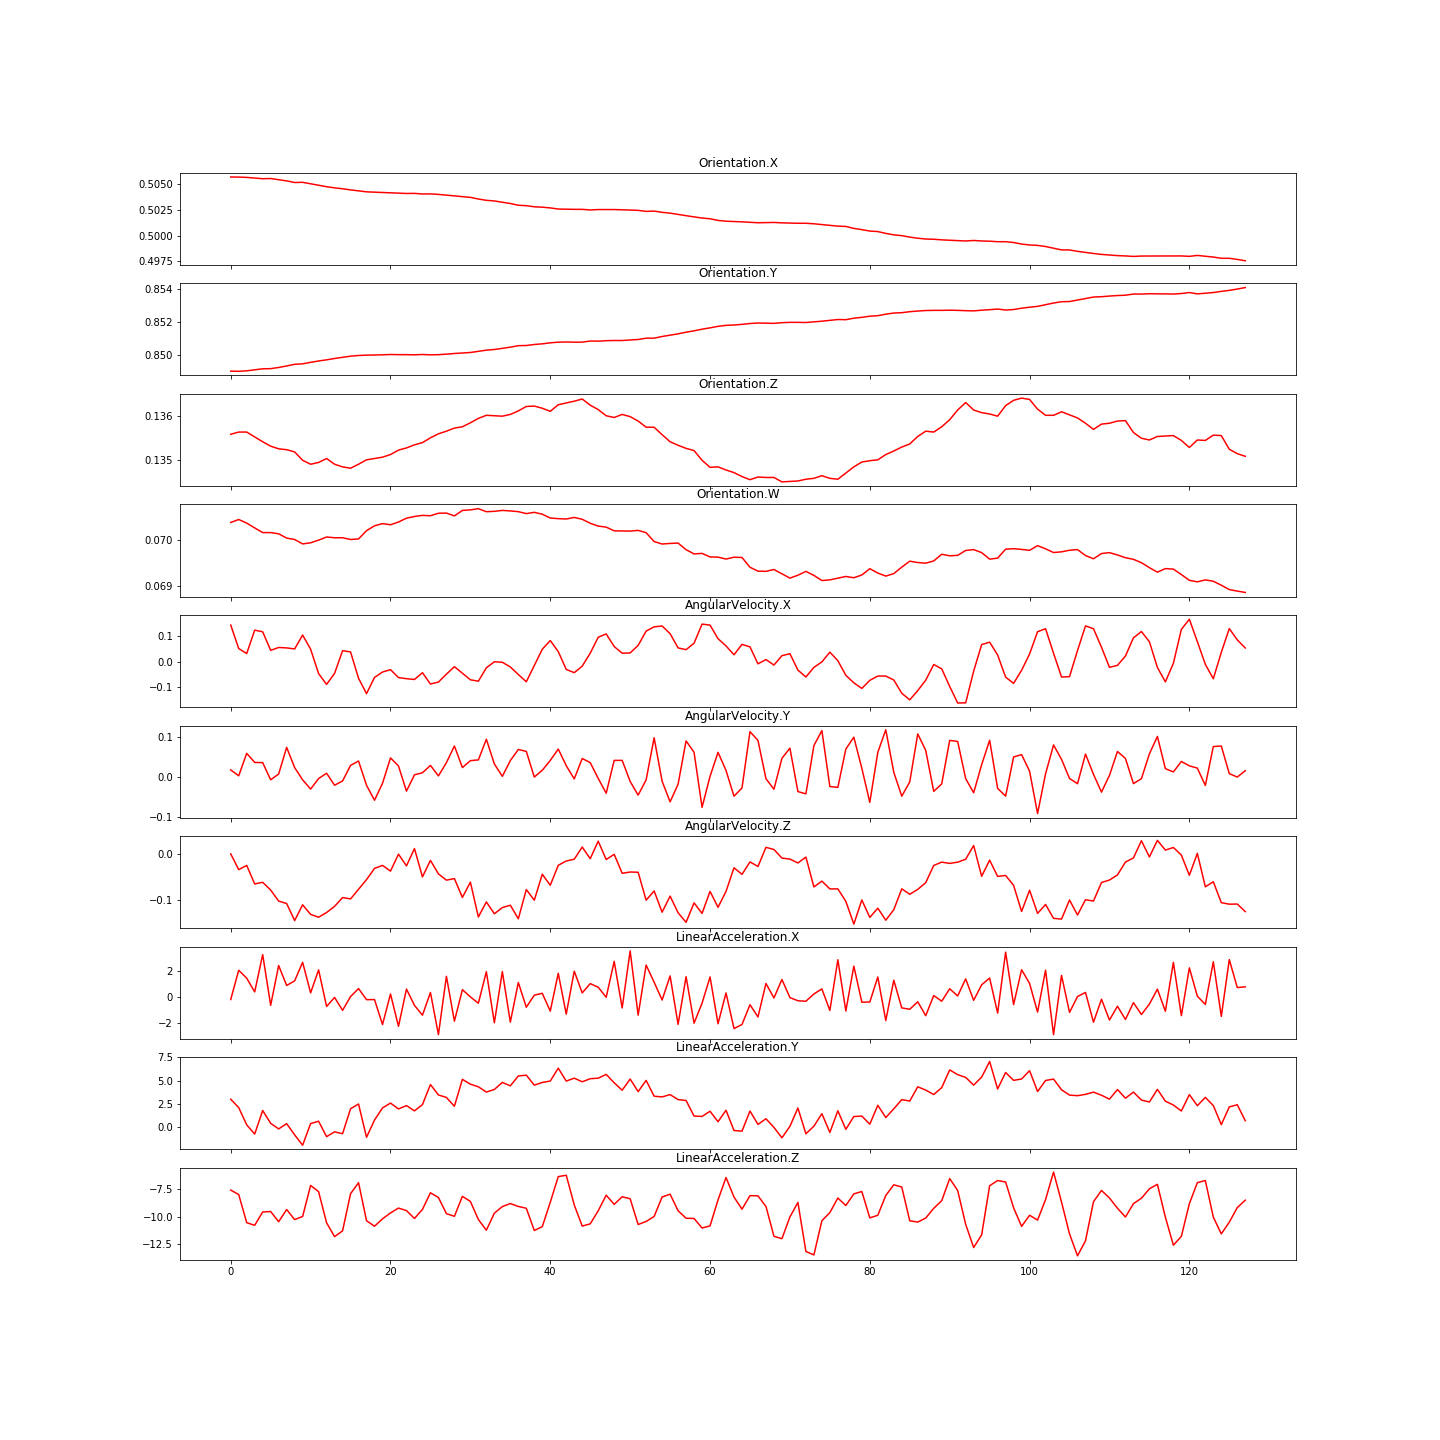 Orientation.X
0.5050
0.5025
0.5000
0.4975
Orientation.Y
0.854
0.852
0.850
Orientation.Z
0.136
0.135
Orientation.W
0.070
0.069
AngularVelocity.X
0.1
0.0
−0.1
AngularVelocity.Y
0.1
0.0
−0.1
AngularVelocity.Z
0.0
−0.1
LinearAcceleration.X
2
0
−2
LinearAcceleration.Y
7.5
5.0
2.5
0.0
LinearAcceleration.Z
−7.5
−10.0
−12.5
0 20 40 60 80 100 120